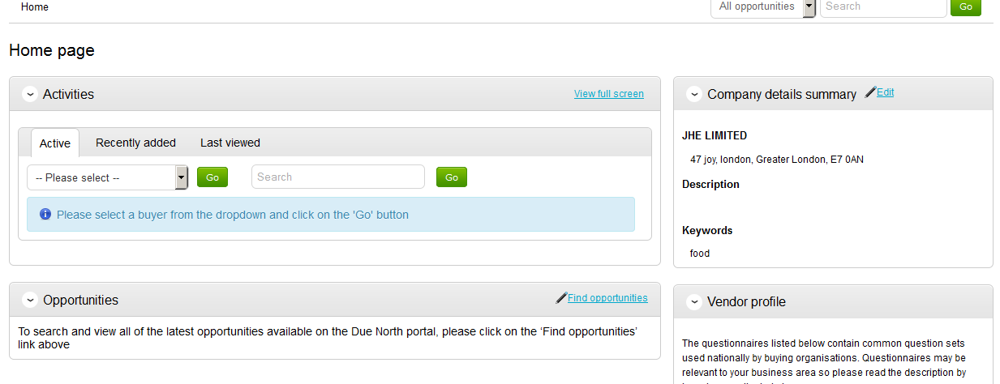 Home
All opportunities
Search
Go
Home page
Activities
View full screen
Active
Recently added
Last viewed
-- Please select --
Go
Search
Go
Please select a buyer from the dropdown and click on the 'Go' button
Opportunities
Find opportunities
To search and view all of the latest opportunities available on the Due North portal, please click on the ‘Find opportunities’
link above
Company details summary
Edit
JHE LIMITED
47 joy, london, Greater London, E7 0AN
Description
Keywords
food
Vendor profile
The questionnaires listed below contain common question sets
used nationally by buying organisations. Questionnaires may be
relevant to your business area so please read the description by